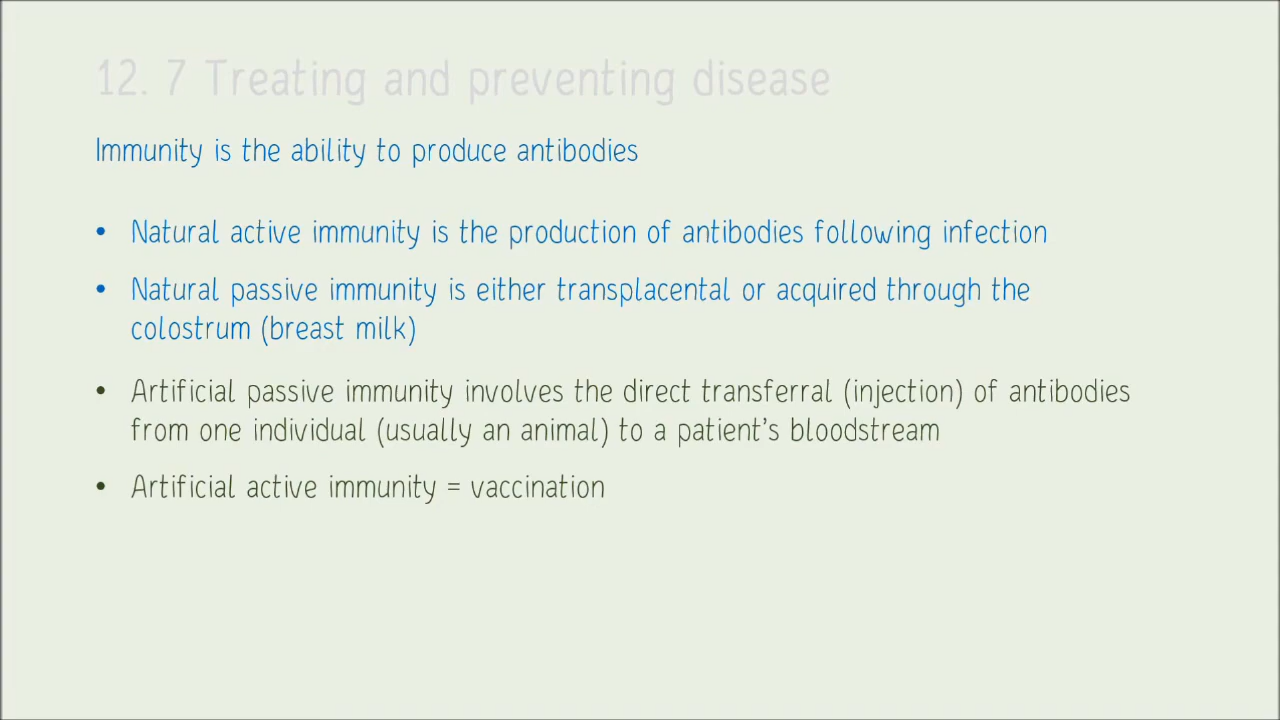 12. 7 Treating and preventing disease
Immunity is the ability to produce antibodies
• Natural active immunity is the production of antibodies following infection
• Natural passive immunity is either transplacental or acquired through the
colostrum (breast milk)
• Artificial passive immunity involves the direct transferral (injection) of antibodies
from one individual (usually an animal) to a patient's bloodstream
• Artificial active immunity = vaccination